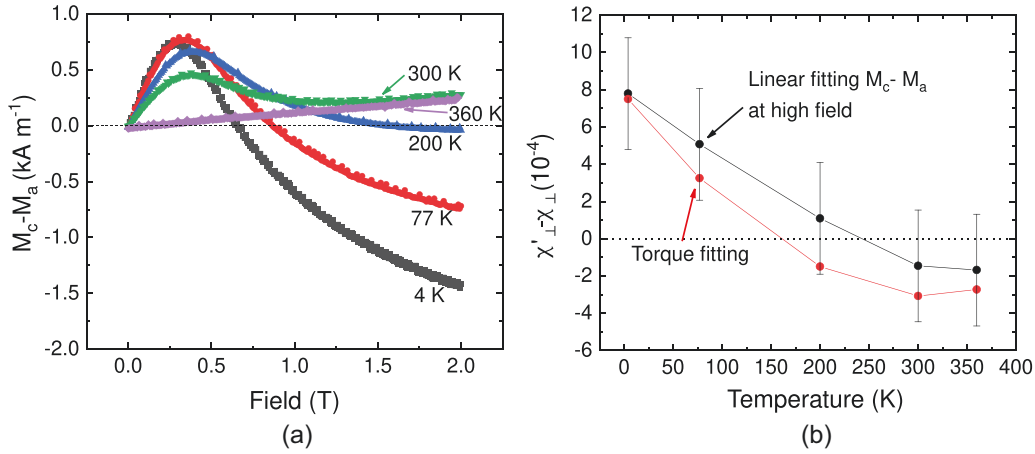 (a)
1.0
0.5
0.0
-0.5
-1.0
-1.5
-2.0
M_c-M_a (kA m^-1)
300 K
360 K
200 K
77 K
4 K
0.0 0.5 1.0 1.5 2.0
Field (T)
(a)
(b)
12
10
8
6
4
2
0
-2
-4
-6
χ'_⊥-χ_⊥(10^-4)
Linear fitting M_c- M_a
at high field
Torque fitting
0 50 100 150 200 250 300 350 400
Temperature (K)
(b)